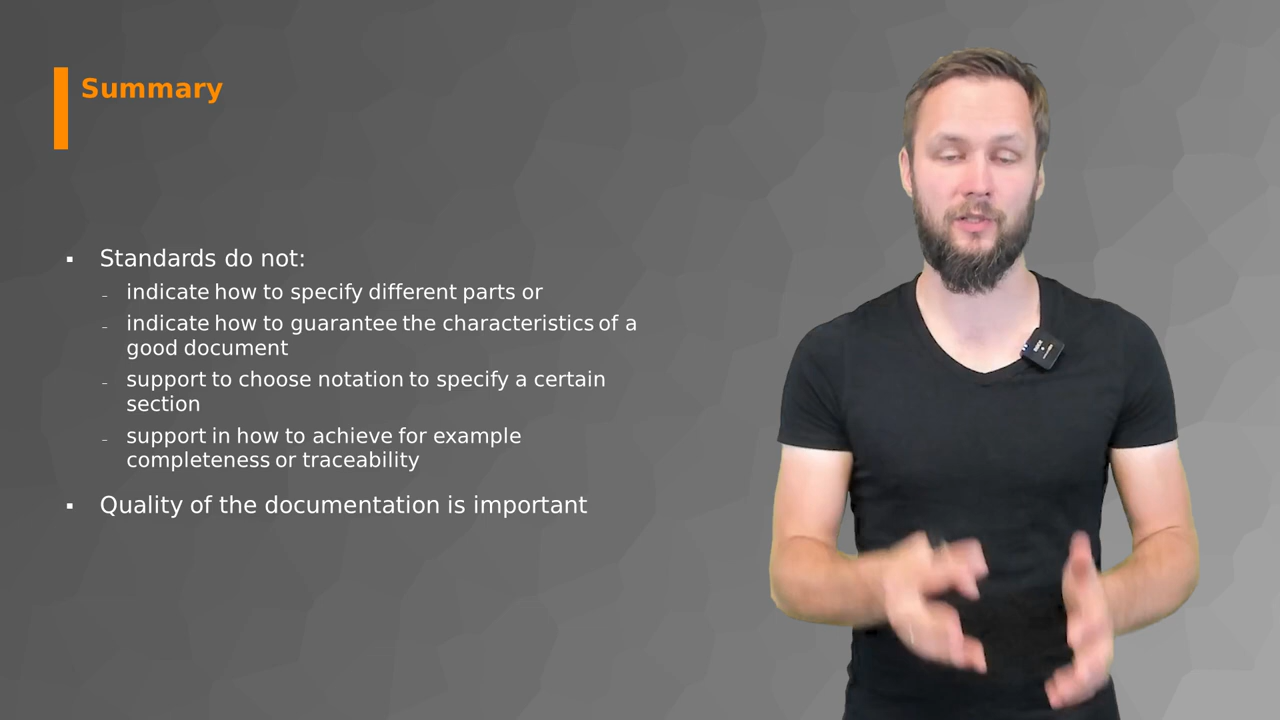 Summary
Standards do not:
indicate how to specify different parts or
indicate how to guarantee the characteristics of a
good document
support to choose notation to specify a certain
section
support in how to achieve for example
completeness or traceability
Quality of the documentation is important